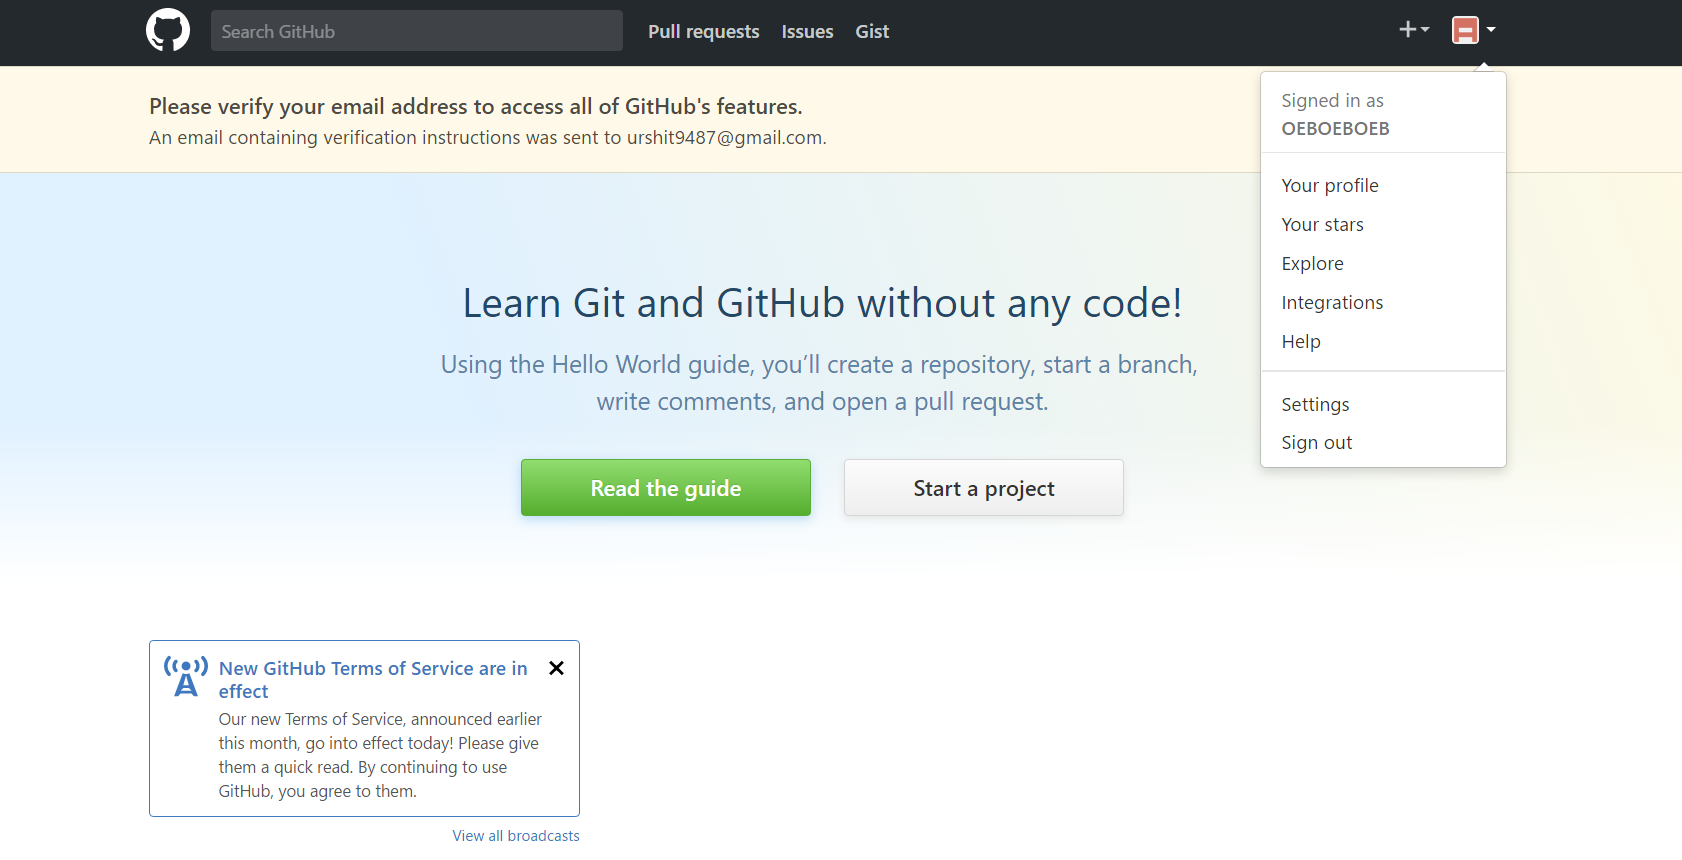 Search GitHub
Pull requests
Issues
Gist
Please verify your email address to access all of GitHub's features.
An email containing verification instructions was sent to urshit9487@gmail.com.
Signed in as
OEBOEBOEB
Your profile
Your stars
Explore
Integrations
Help
Settings
Sign out
Learn Git and GitHub without any code!
Using the Hello World guide, you’ll create a repository, start a branch,
write comments, and open a pull request.
Read the guide
Start a project
New GitHub Terms of Service are in
effect
Our new Terms of Service, announced earlier
this month, go into effect today! Please give
them a quick read. By continuing to use
GitHub, you agree to them.
View all broadcasts